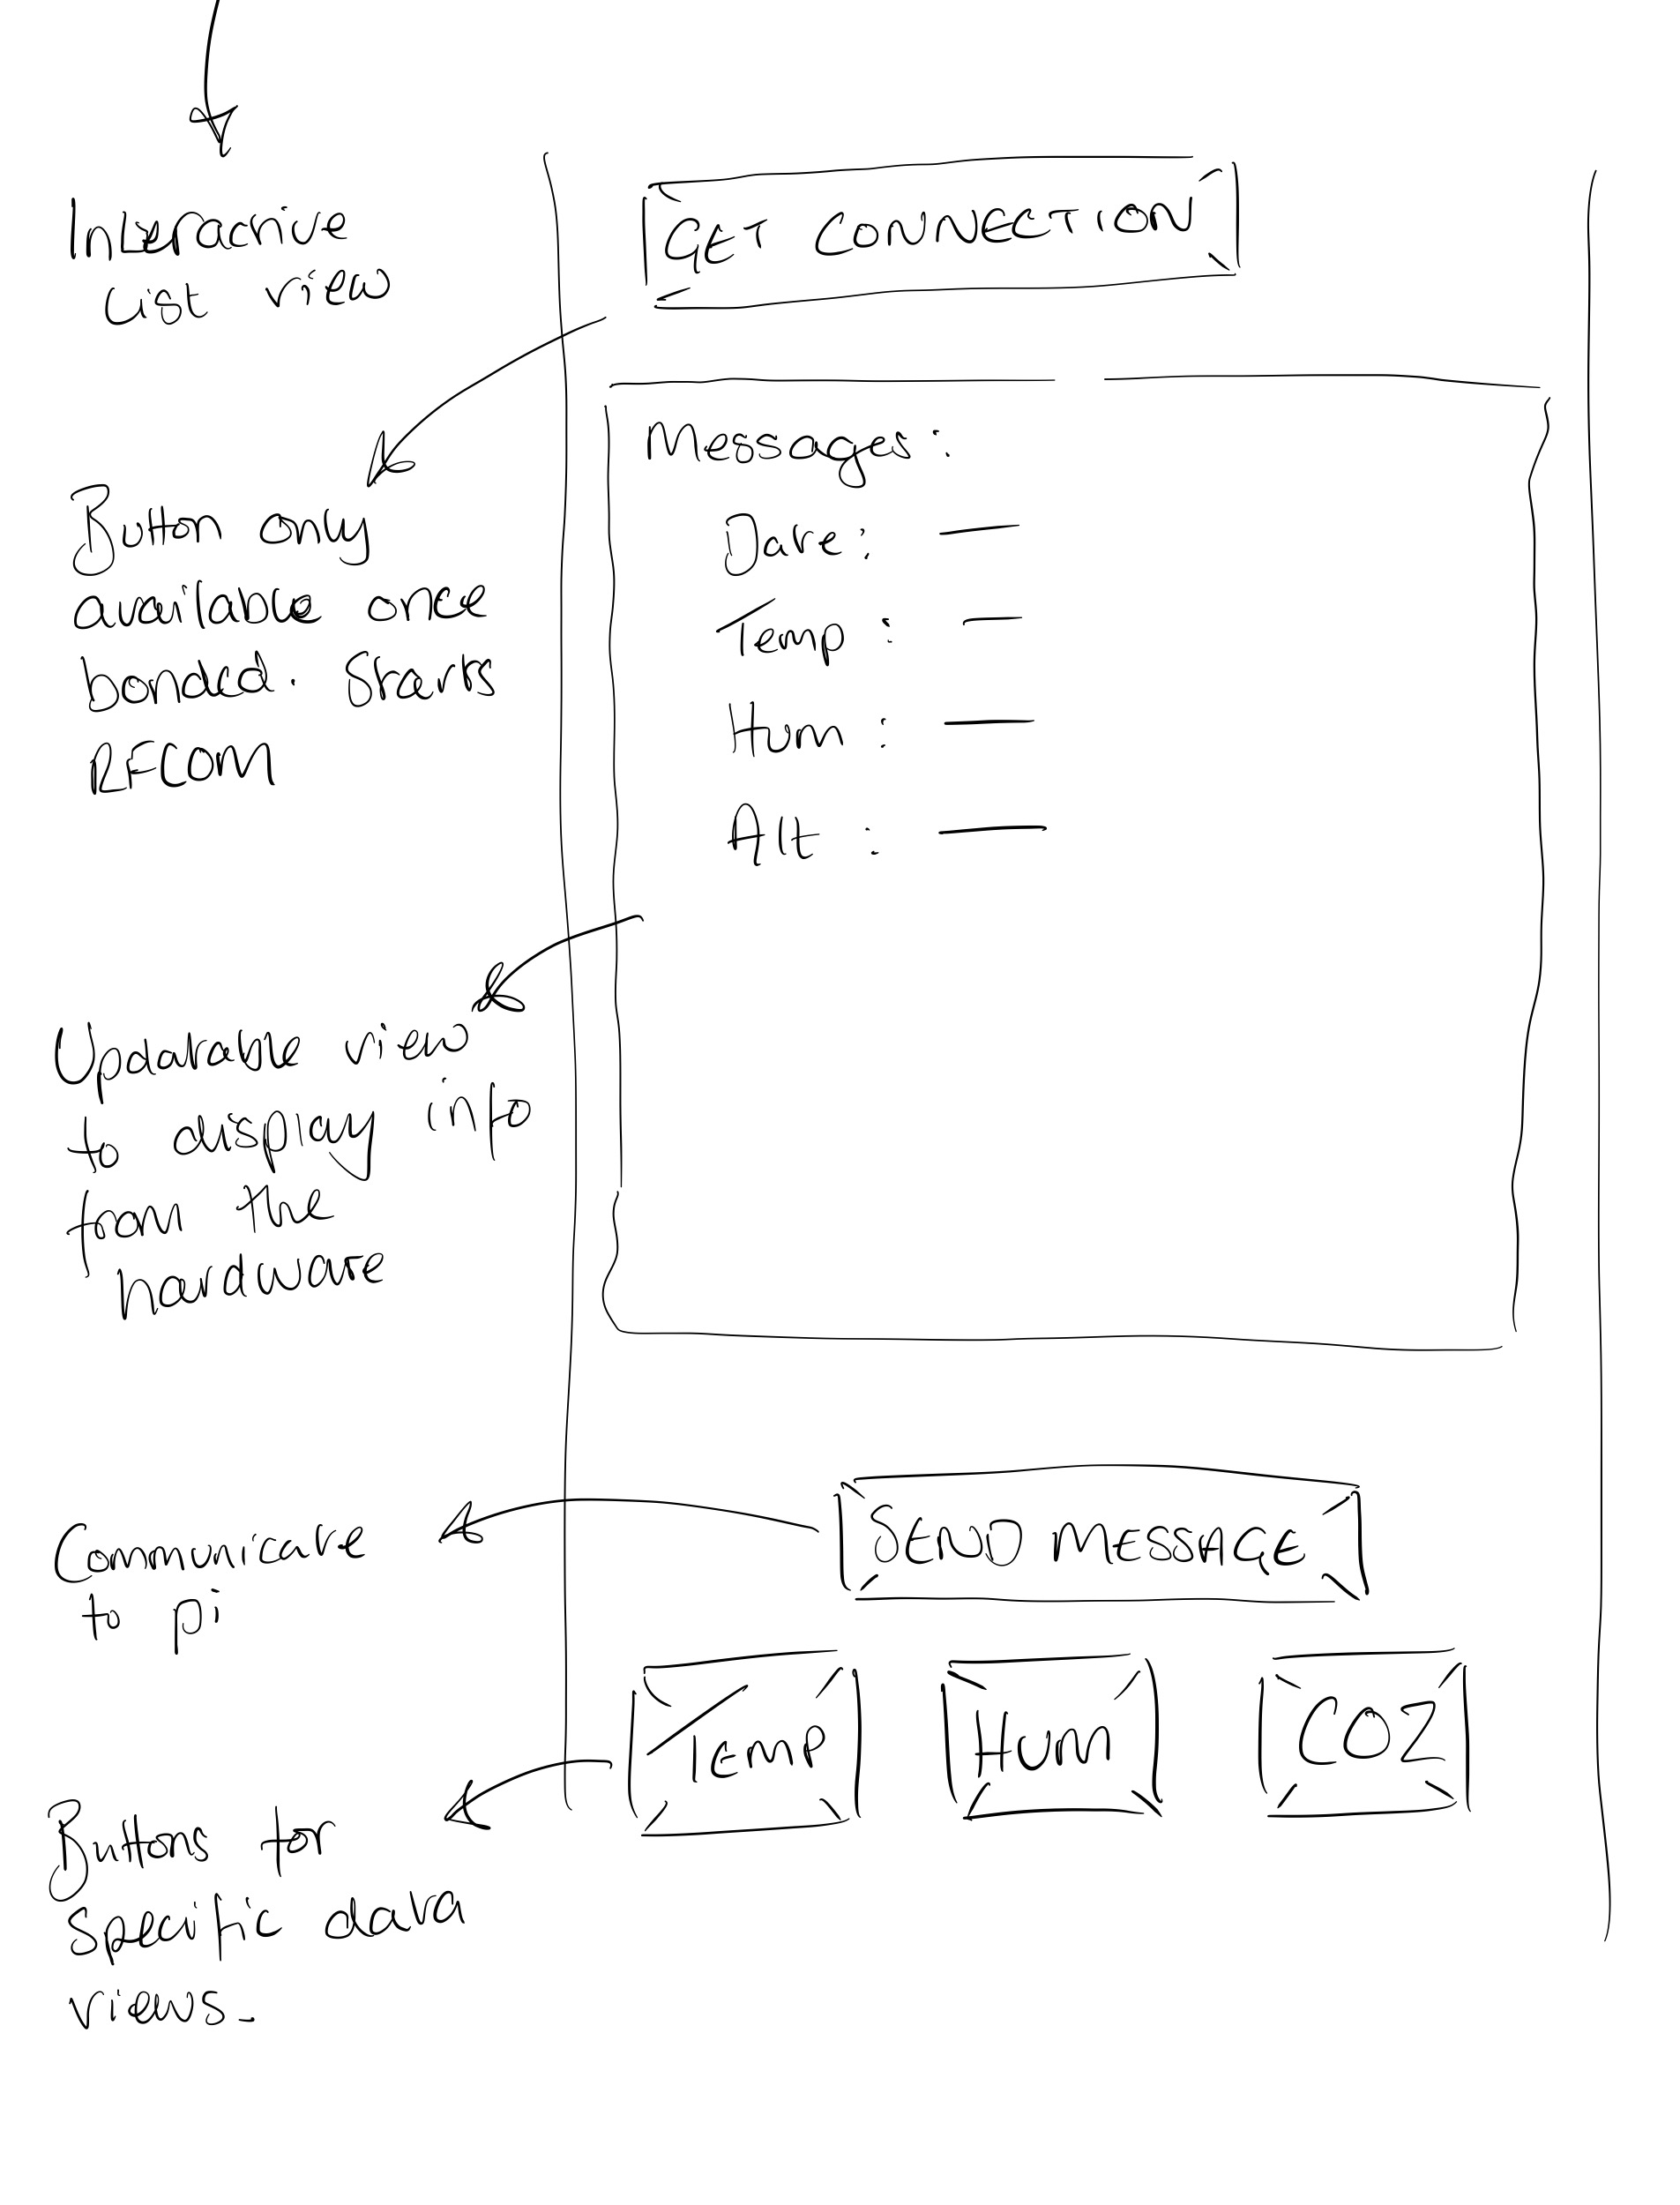 Interactive
list view
Button only
available once
bonded. Starts
RFCOM
Updatable view
to display info
from the
hardware
Communicate
to pi
Buttons for
specific data
views.
GET CONNECTION
Messages:
Date:
Temp:
Hum:
Alt:
SEND MESSAGE
TEMP
HUM
CO2